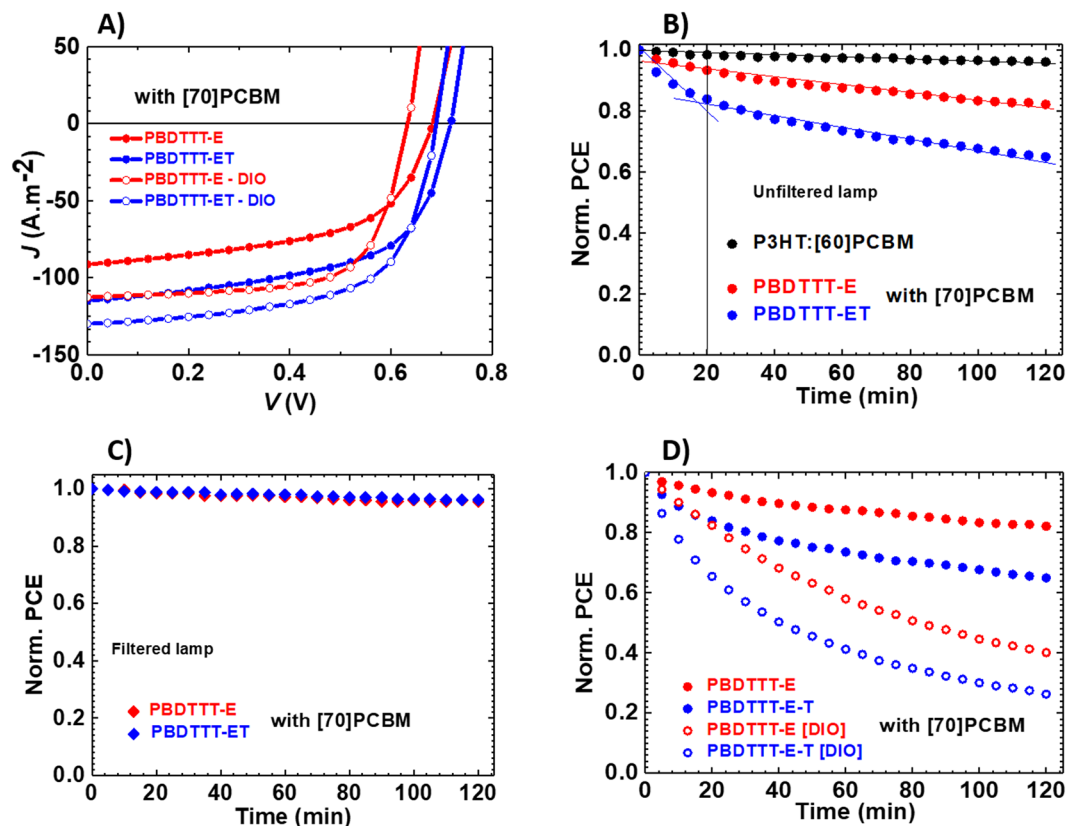 A)
50
0
-50
-100
-150
J (A.m-2)
with [70]PCBM
PBDTTT-E
PBDTTT-ET
PBDTTT-E - DIO
PBDTTT-ET - DIO
0.0 0.2 0.4 0.6 0.8
V (V)
B)
1.0
0.8
0.6
0.4
0.2
0.0
Norm. PCE
Unfiltered lamp
P3HT:[60]PCBM
PBDTTT-E
with [70]PCBM
PBDTTT-ET
0 20 40 60 80 100 120
Time (min)
C)
1.0
0.8
0.6
0.4
0.2
0.0
Norm. PCE
Filtered lamp
PBDTTT-E
with [70]PCBM
PBDTTT-ET
0 20 40 60 80 100 120
Time (min)
D)
1.0
0.8
0.6
0.4
0.2
0.0
Norm. PCE
PBDTTT-E
PBDTTT-E-T
PBDTTT-E [DIO]
with [70]PCBM
PBDTTT-E-T [DIO]
0 20 40 60 80 100 120
Time (min)